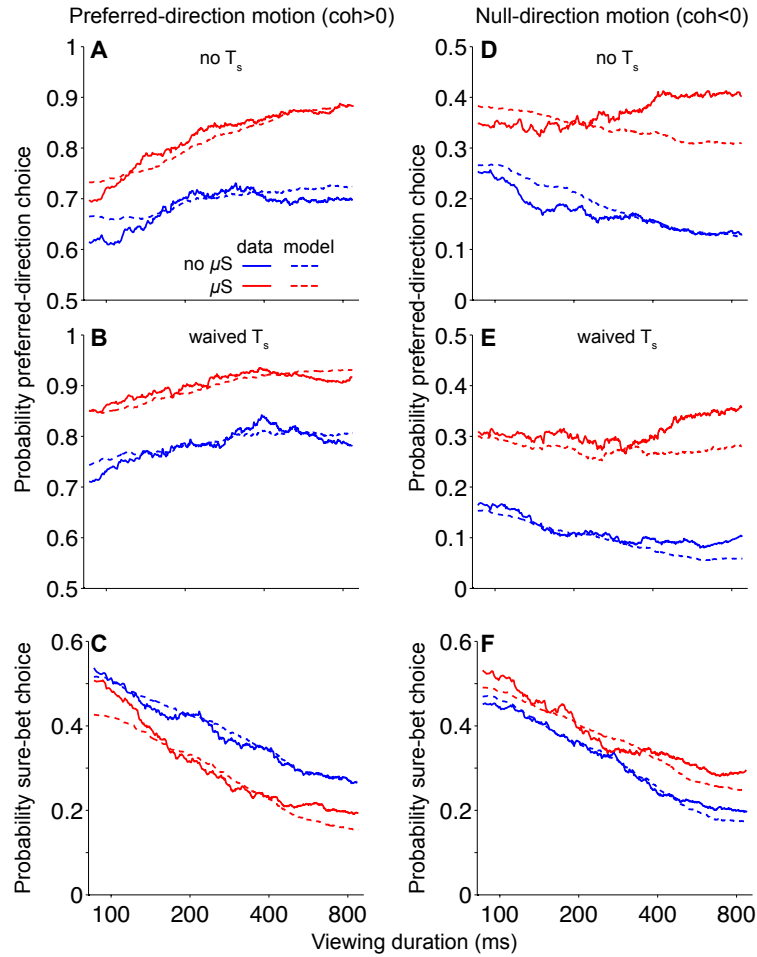 Preferred-direction motion (coh>0)
Null-direction motion (coh<0)
Probability preferred-direction choice
A
no Ts
1
0.9
0.8
0.7
0.6
0.5
data model
no µS
µS
D
no Ts
0.5
0.4
0.3
0.2
0.1
0
Probability preferred-direction choice
B
waived Ts
1
0.9
0.8
0.7
0.6
0.5
E
waived Ts
0.5
0.4
0.3
0.2
0.1
0
Probability sure-bet choice
C
0.6
0.4
0.2
0
100 200 400 800
Probability sure-bet choice
F
0.6
0.4
0.2
0
100 200 400 800
Viewing duration (ms)